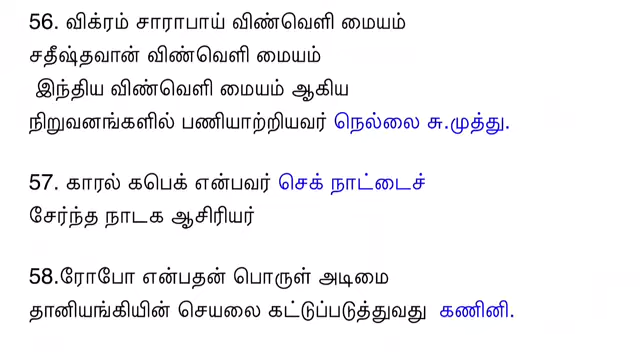 56. விக்ரம் சாராபாய் விண்வெளி மையம்
சதீஷ்தவான் விண்வெளி மையம்
இந்திய விண்வெளி மையம் ஆகிய
நிறுவனங்களில் பணியாற்றியவர் நெல்லை சு.முத்து.
57. காரல் கபெக் என்பவர் செக் நாட்டைச்
சேர்ந்த நாடக ஆசிரியர்
58.ரோபோ என்பதன் பொருள் அடிமை
தானியங்கியின் செயலை கட்டுப்படுத்துவது கணினி.